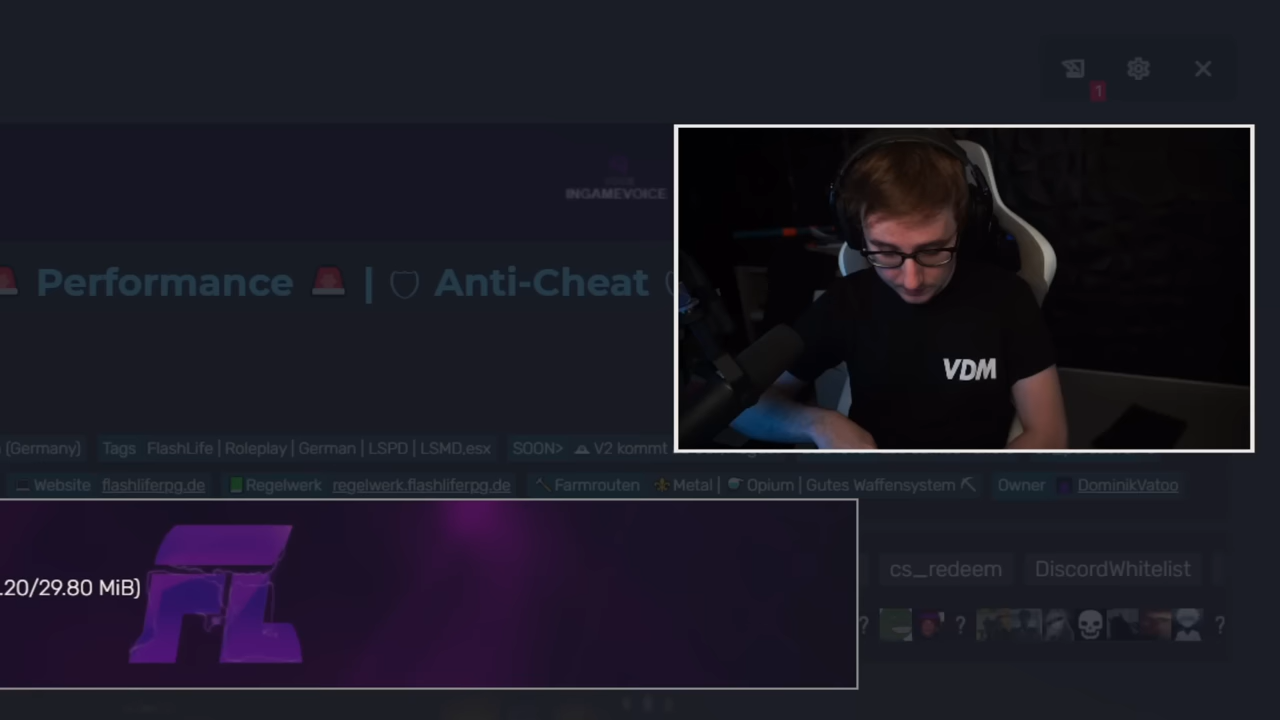 1
INGAMEVOICE
Performance | Anti-Cheat
VDM
(Germany) Tags FlashLife | Roleplay | German | LSPD | LSMD,esx SOON> V2 kommt
Website flashliferpg.de Regelwerk regelwerk.flashliferpg.de Farmrouten Metal | Opium | Gutes Waffensystem Owner DominikVatoo
.20/29.80 MiB)
FL
cs_redeem DiscordWhitelist
? ? ?